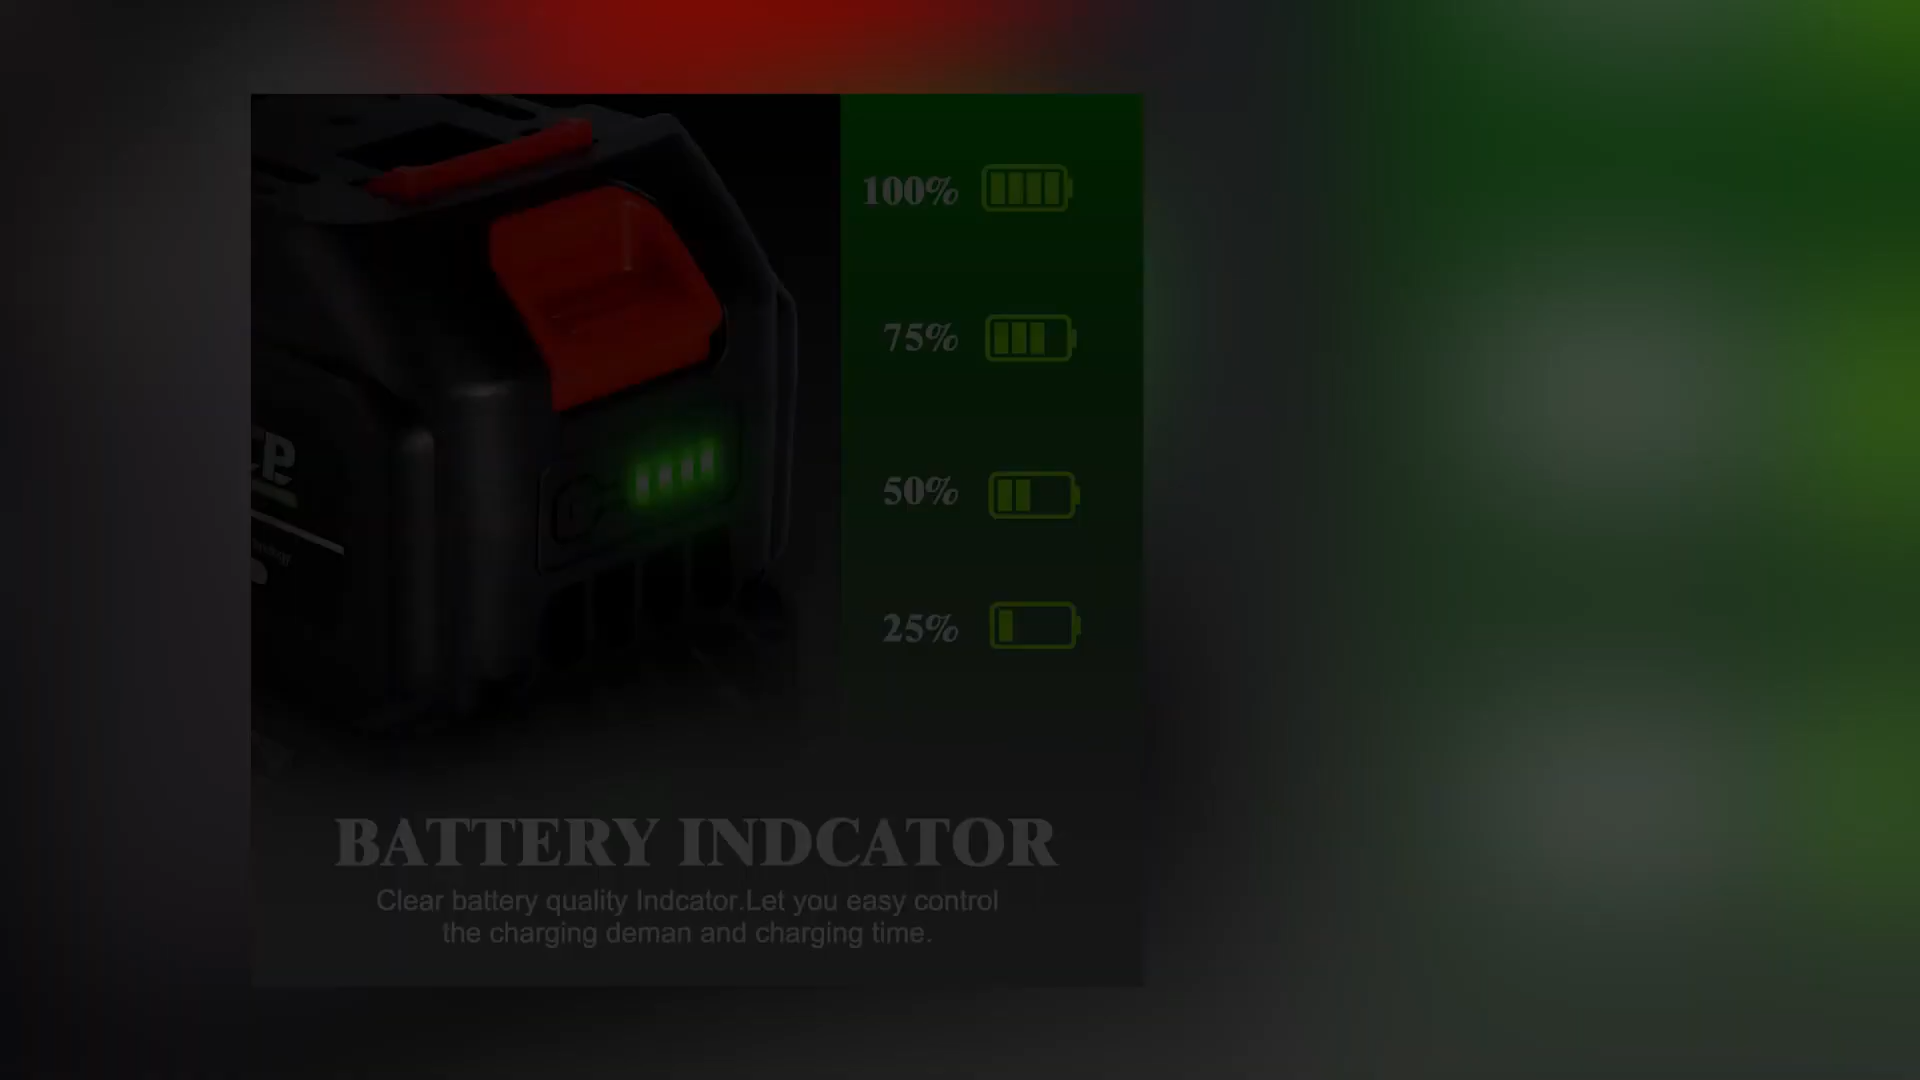 100%
75%
50%
25%
BATTERY INDCATOR
Clear battery quality Indcator.Let you easy control
the charging deman and charging time.